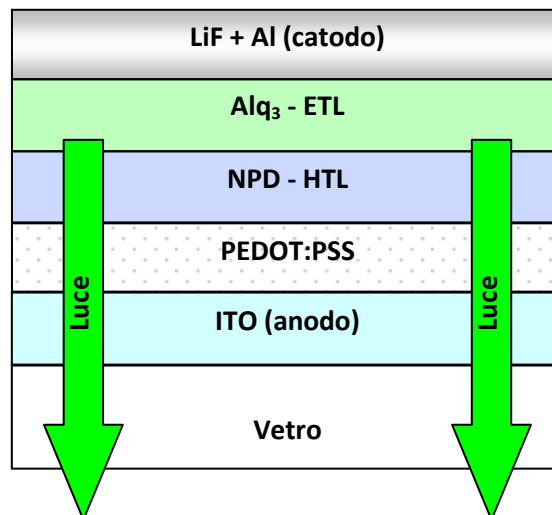 LiF + Al (catodo)
Alq₃ - ETL
NPD - HTL
PEDOT:PSS
ITO (anodo)
Vetro
Luce
Luce